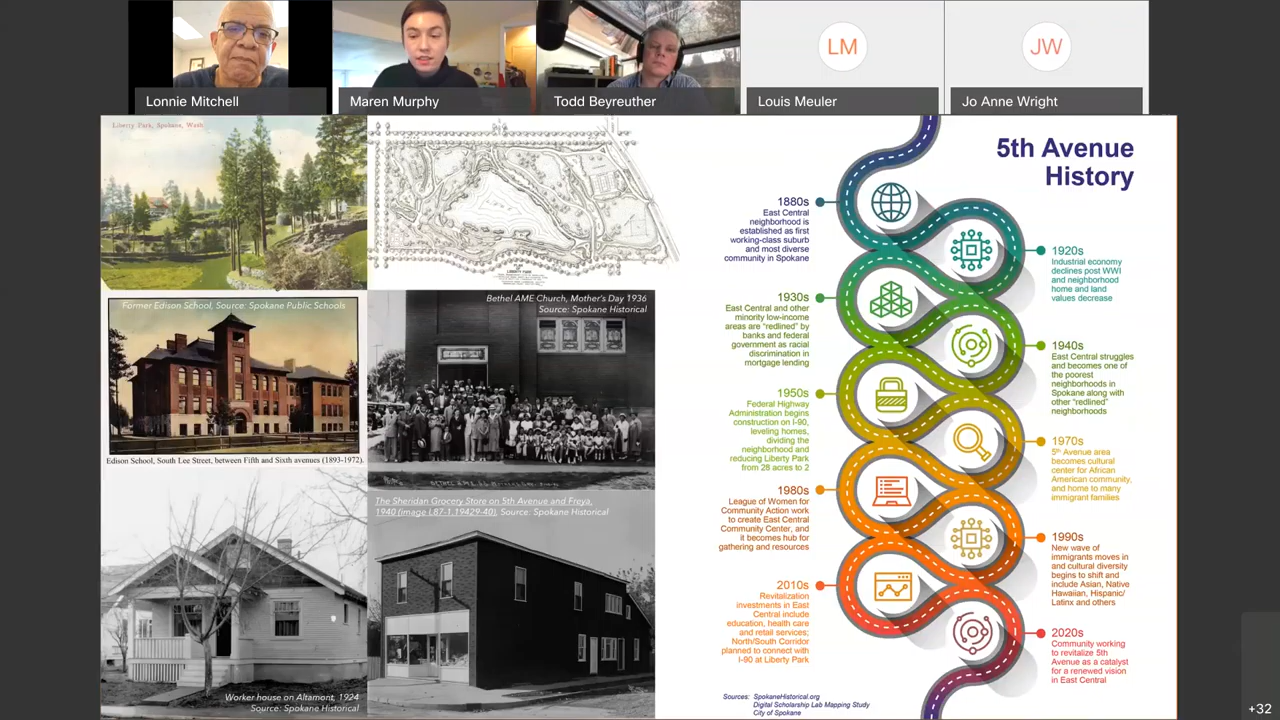 LM
JW
Lonnie Mitchell
Maren Murphy
Todd Beyreuther
Louis Meuler
Jo Anne Wright
Liberty Park, Spokane, Wash
LIBERTY PARK
Former Edison School, Source: Spokane Public Schools
Edison School, South Lee Street, between Fifth and Sixth avenues (1893-1972).
Bethel AME Church, Mother's Day 1936
Source: Spokane Historical
The Sheridan Grocery Store on 5th Avenue and Freya,
1940 (image L87-1.19429-40), Source: Spokane Historical
Worker house on Altamont, 1924
Source: Spokane Historical
5th Avenue
History
1880s
East Central
neighborhood is
established as first
working-class suburb
and most diverse
community in Spokane
1920s
Industrial economy
declines post WWI
and neighborhood
home and land
values decrease
1930s
East Central and other
minority low-income
areas are "redlined" by
banks and federal
government as racial
discrimination in
mortgage lending
1940s
East Central struggles
and becomes one of
the poorest
neighborhoods in
Spokane along with
other "redlined"
neighborhoods
1950s
Federal Highway
Administration begins
construction on I-90,
leveling homes,
dividing the
neighborhood and
reducing Liberty Park
from 28 acres to 2
1970s
5th Avenue area
becomes cultural
center for African
American community,
and home to many
immigrant families
1980s
League of Women for
Community Action work
to create East Central
Community Center, and
it becomes hub for
gathering and resources
1990s
New wave of
immigrants moves in
and cultural diversity
begins to shift and
include Asian, Native
Hawaiian, Hispanic/
Latinx and others
2010s
Revitalization
investments in East
Central include
education, health care
and retail services;
North/South Corridor
planned to connect with
I-90 at Liberty Park
2020s
Community working
to revitalize 5th
Avenue as a catalyst
for a renewed vision
in East Central
Sources: SpokaneHistorical.org
Digital Scholarship Lab Mapping Study
City of Spokane
+32